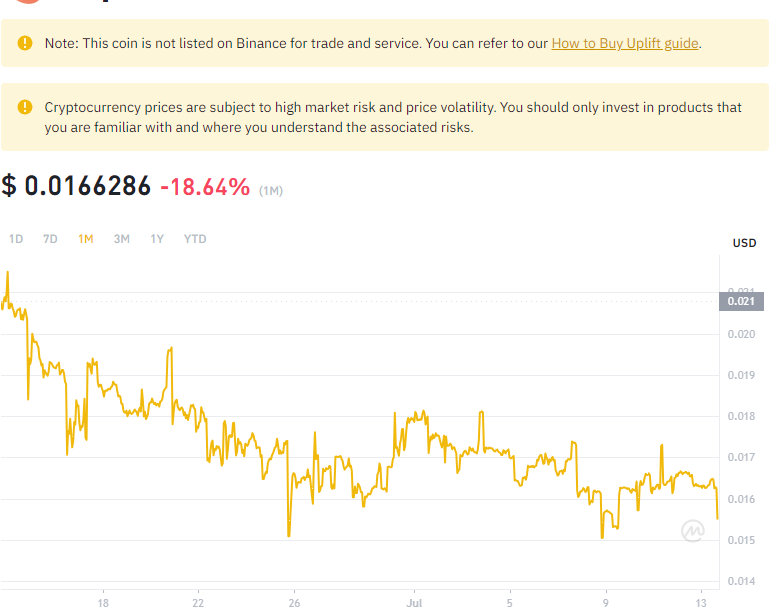 Note: This coin is not listed on Binance for trade and service. You can refer to our How to Buy Uplift guide.
Cryptocurrency prices are subject to high market risk and price volatility. You should only invest in products that
you are familiar with and where you understand the associated risks.
$ 0.0166286 -18.64% (1M)
1D 7D 1M 3M 1Y YTD
USD
0.021
0.021
0.020
0.019
0.018
0.017
0.016
0.015
0.014
18 22 26 Jul 5 9 13